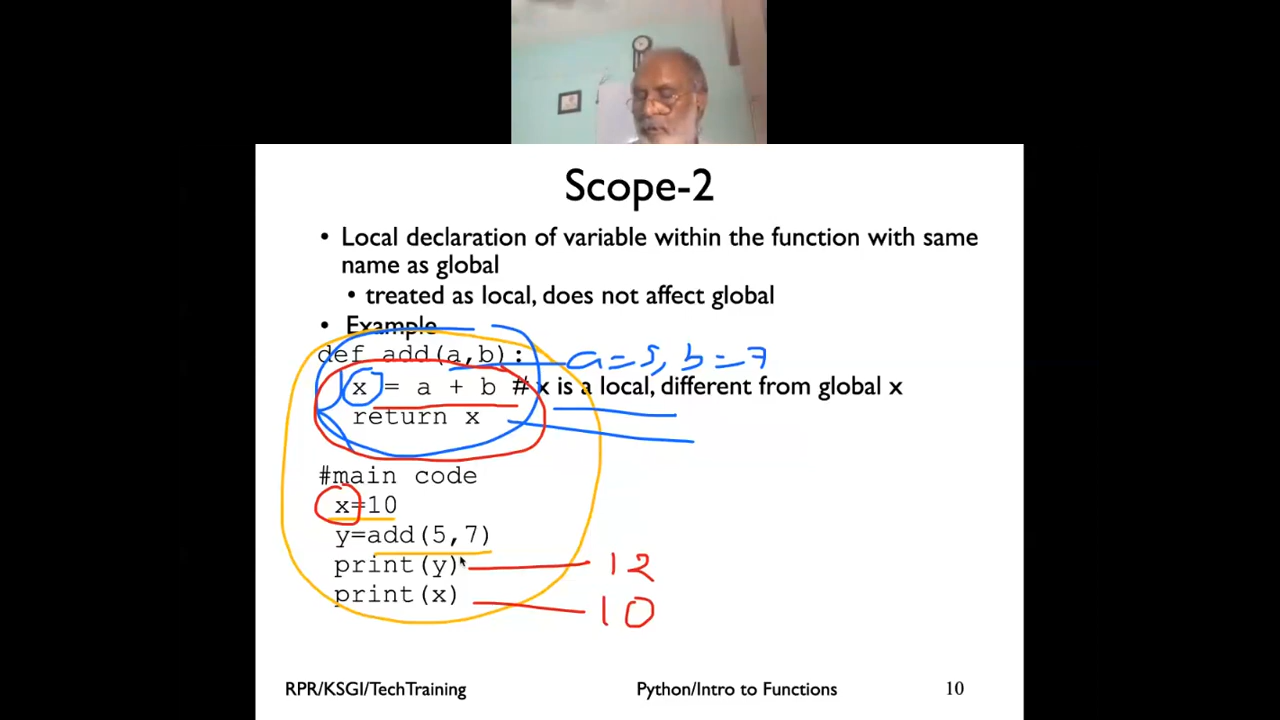 Scope-2
• Local declaration of variable within the function with same
name as global
• treated as local, does not affect global
• Example
def add(a,b): a=5, b=7
x = a + b # x is a local, different from global x
return x
#main code
x=10
y=add(5,7)
print(y) 12
print(x) 10
RPR/KSGI/TechTraining Python/Intro to Functions 10